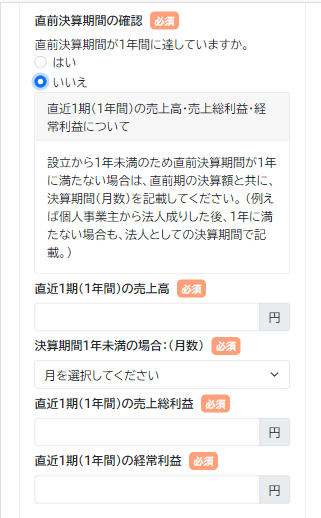 直前決算期間の確認 必須
直前決算期間が1年間に達していますか。
はい
いいえ
直近1期(1年間)の売上高・売上総利益・経
常利益について
設立から1年未満のため直前決算期間が1年
に満たない場合は、直前期の決算額と共に、
決算期間(月数)を記載してください。(例え
ば個人事業主から法人成りした後、1年に満
たない場合も、法人としての決算期間で記
載。)
直近1期(1年間)の売上高 必須
円
決算期間1年未満の場合:(月数) 必須
月を選択してください
直近1期(1年間)の売上総利益 必須
円
直近1期(1年間)の経常利益 必須
円